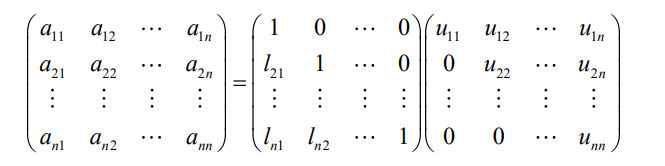 a11 a12 ⋯ a1n 1 0 ⋯ 0 u11 u12 ⋯ u1n
a21 a22 ⋯ a2n = l21 1 ⋯ 0 0 u22 ⋯ u2n
⋮ ⋮ ⋮ ⋮ ⋮ ⋮ ⋮ ⋮ ⋮ ⋮ ⋮ ⋮
an1 an2 ⋯ ann ln1 ln2 ⋯ 1 0 0 ⋯ unn